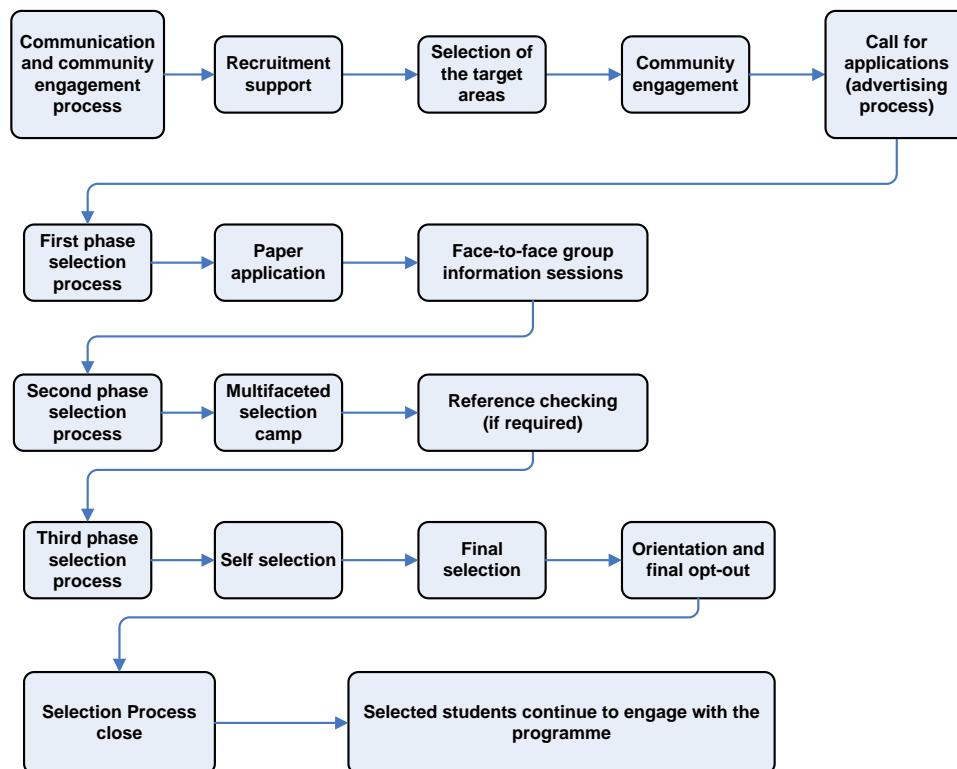 Communication
and community
engagement
process
Recruitment
support
Selection of
the target
areas
Community
engagement
Call for
applications
(advertising
process)
First phase
selection
process
Paper
application
Face-to-face group
information sessions
Second phase
selection
process
Multifaceted
selection
camp
Reference checking
(if required)
Third phase
selection
process
Self selection
Final
selection
Orientation and
final opt-out
Selection Process
close
Selected students continue to engage with the
programme